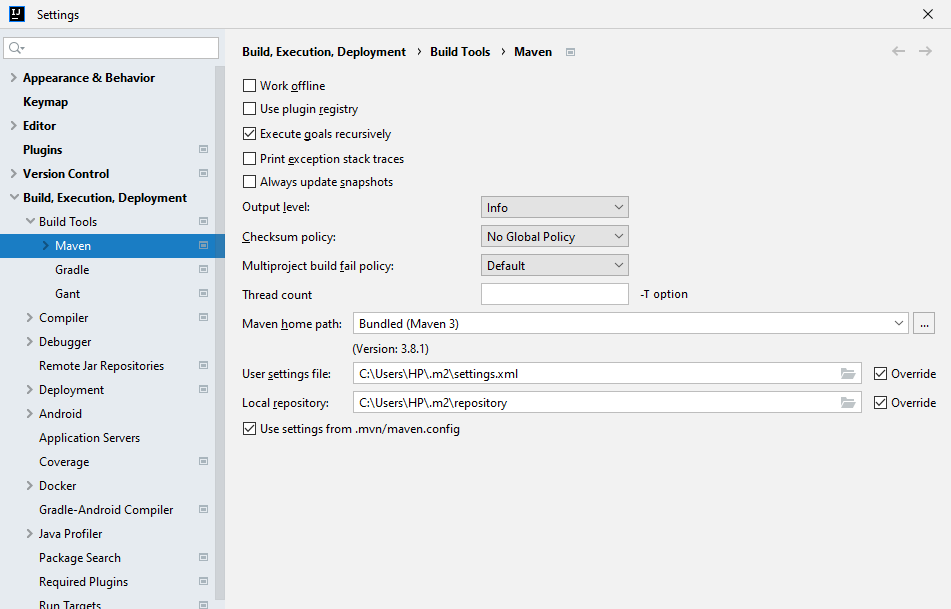 Settings
Appearance & Behavior
Keymap
Editor
Plugins
Version Control
Build, Execution, Deployment
Build Tools
Maven
Gradle
Gant
Compiler
Debugger
Remote Jar Repositories
Deployment
Android
Application Servers
Coverage
Docker
Gradle-Android Compiler
Java Profiler
Package Search
Required Plugins
Run Targets
Build, Execution, Deployment › Build Tools › Maven
Work offline
Use plugin registry
Execute goals recursively
Print exception stack traces
Always update snapshots
Output level: Info
Checksum policy: No Global Policy
Multiproject build fail policy: Default
Thread count -T option
Maven home path: Bundled (Maven 3) ...
(Version: 3.8.1)
User settings file: C:\Users\HP\.m2\settings.xml Override
Local repository: C:\Users\HP\.m2\repository Override
Use settings from .mvn/maven.config